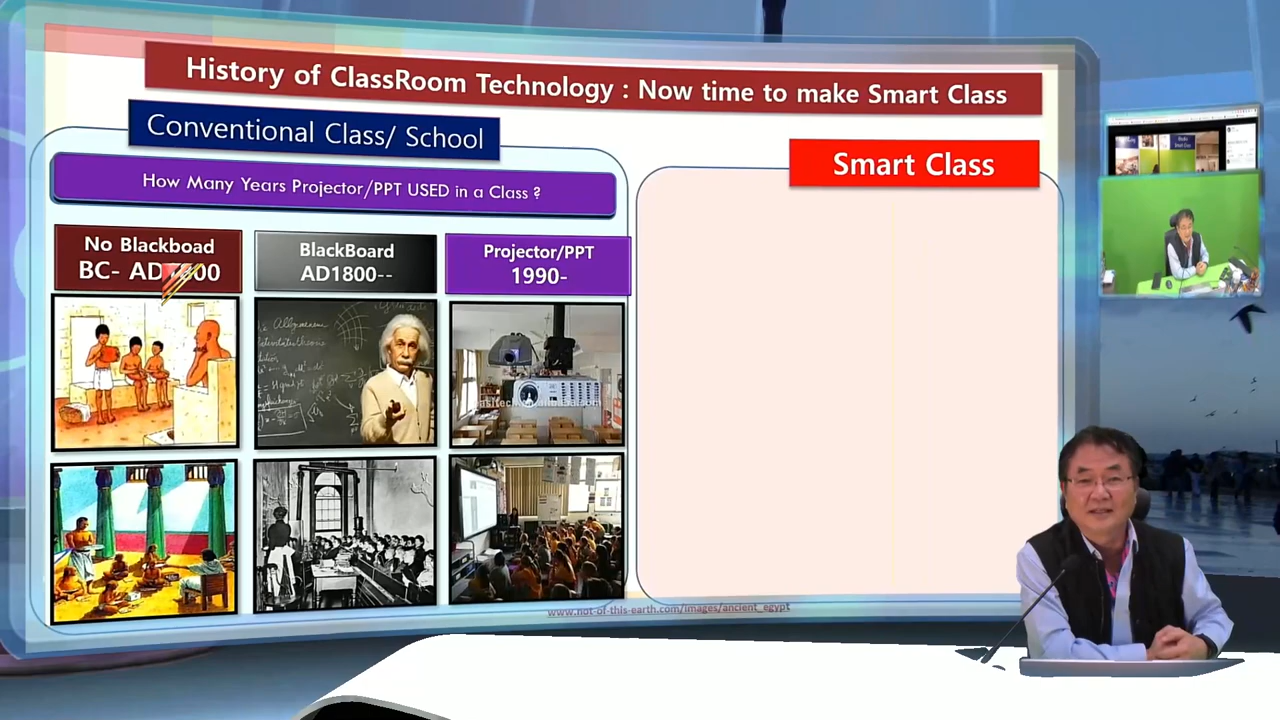 History of ClassRoom Technology : Now time to make Smart Class
Conventional Class/ School
Smart Class
How Many Years Projector/PPT USED in a Class ?
No Blackboad
BC- AD1800
BlackBoard
AD1800--
Projector/PPT
1990-
www.not-of-this-earth.com/images/ancient_egypt